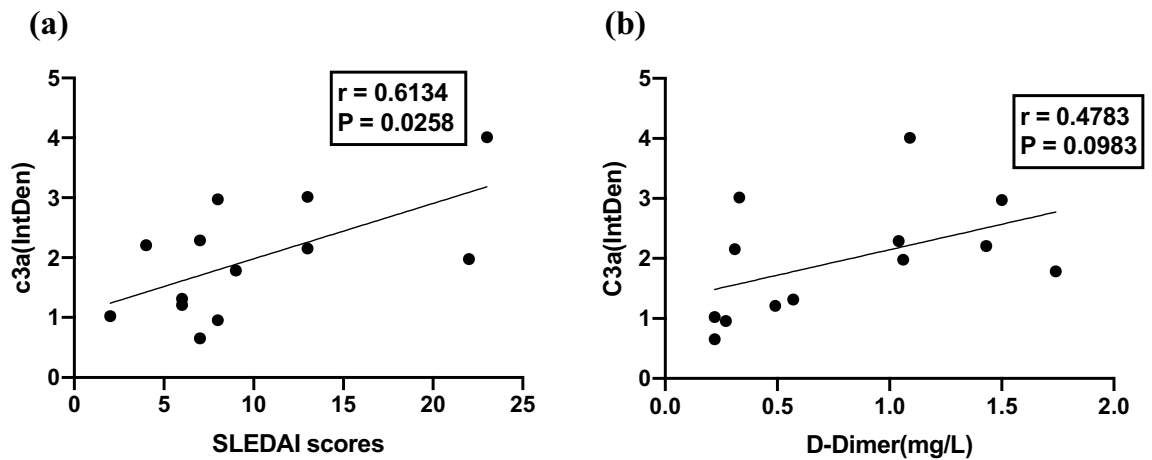 (a)
r = 0.6134
P = 0.0258
c3a(IntDen)
5
4
3
2
1
0
0 5 10 15 20 25
SLEDAI scores
(b)
r = 0.4783
P = 0.0983
C3a(IntDen)
5
4
3
2
1
0
0.0 0.5 1.0 1.5 2.0
D-Dimer(mg/L)